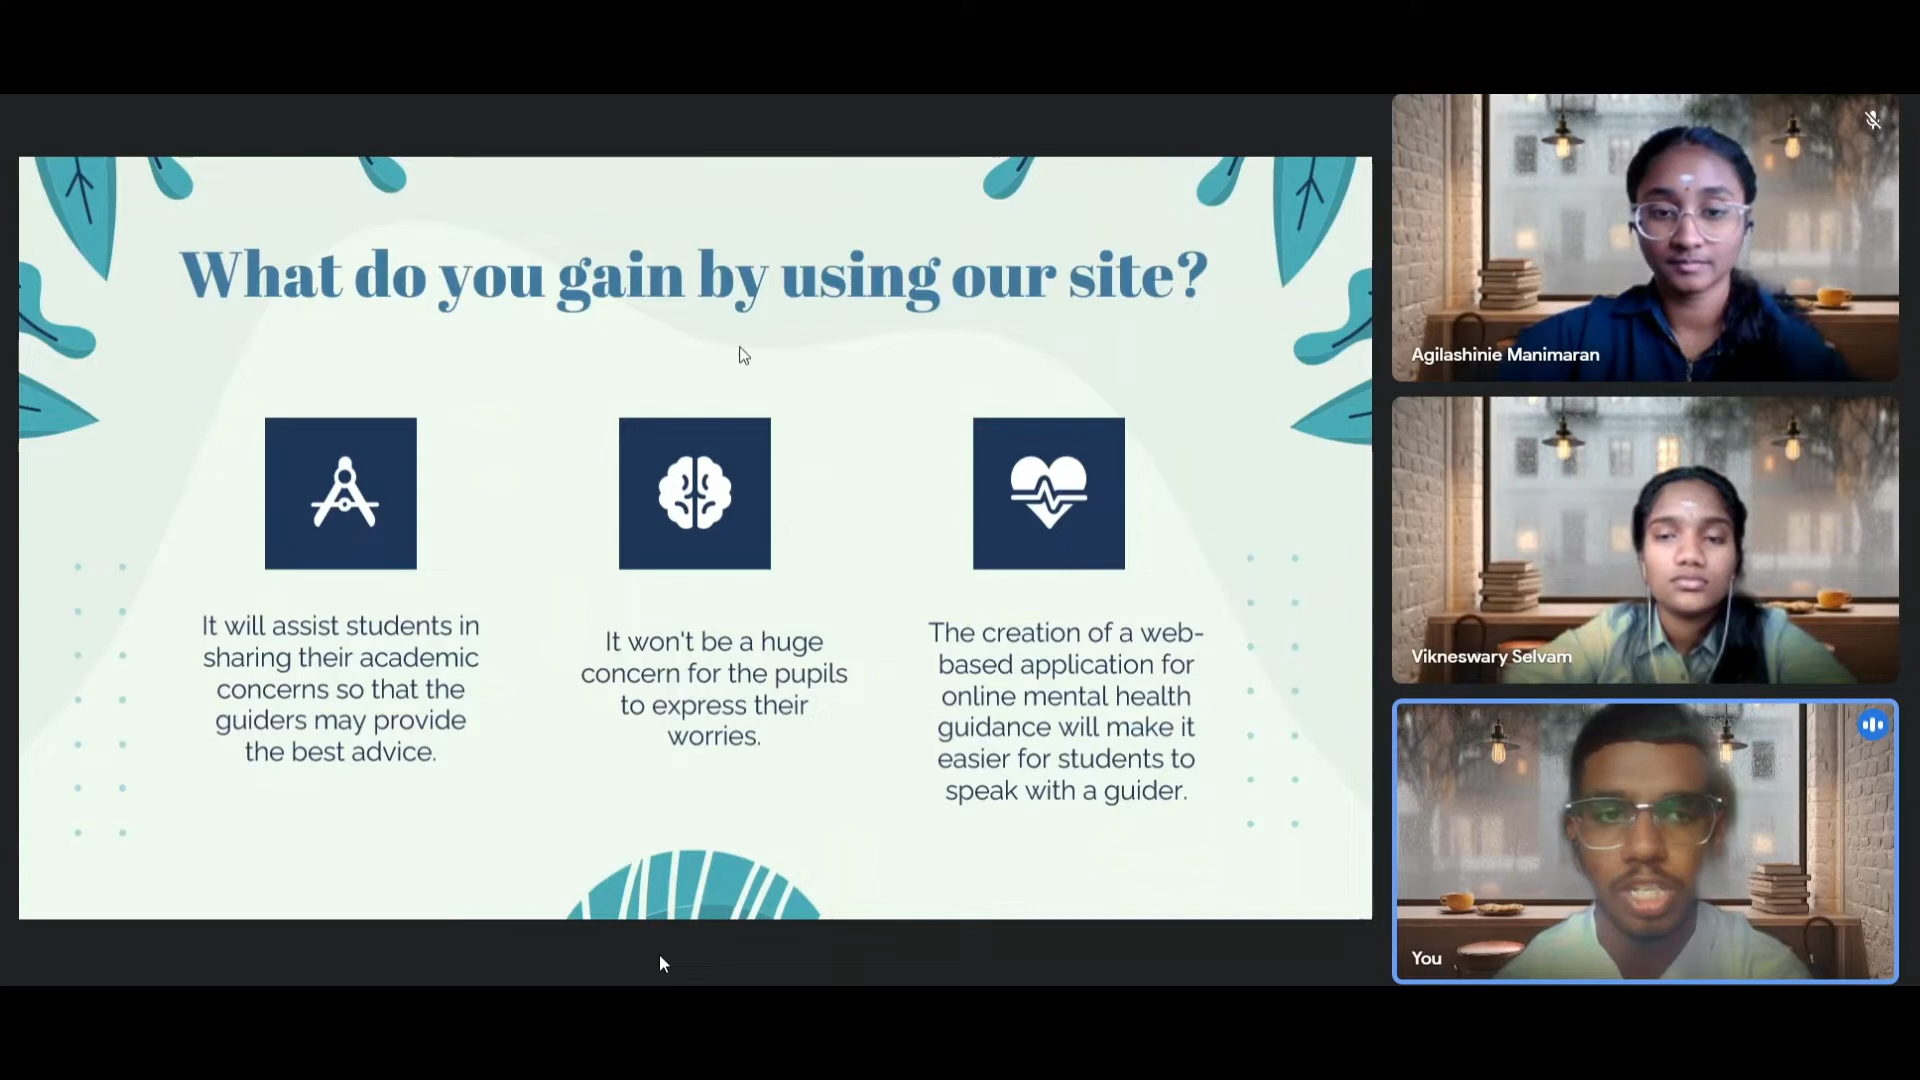 What do you gain by using our site?
It will assist students in
sharing their academic
concerns so that the
guiders may provide
the best advice.
It won't be a huge
concern for the pupils
to express their
worries.
The creation of a web-
based application for
online mental health
guidance will make it
easier for students to
speak with a guider.
Agilashinie Manimaran
Vikneswary Selvam
You